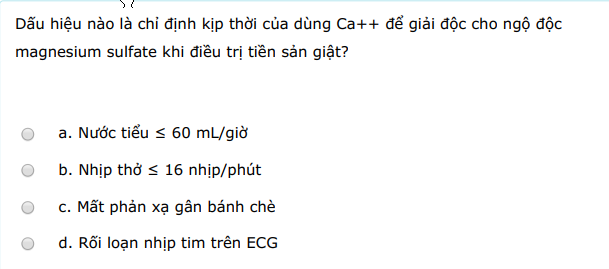 Dấu hiệu nào là chỉ định kịp thời của dùng Ca++ để giải độc cho ngộ độc
magnesium sulfate khi điều trị tiền sản giật?
a. Nước tiểu ≤ 60 mL/giờ
b. Nhịp thở ≤ 16 nhịp/phút
c. Mất phản xạ gân bánh chè
d. Rối loạn nhịp tim trên ECG